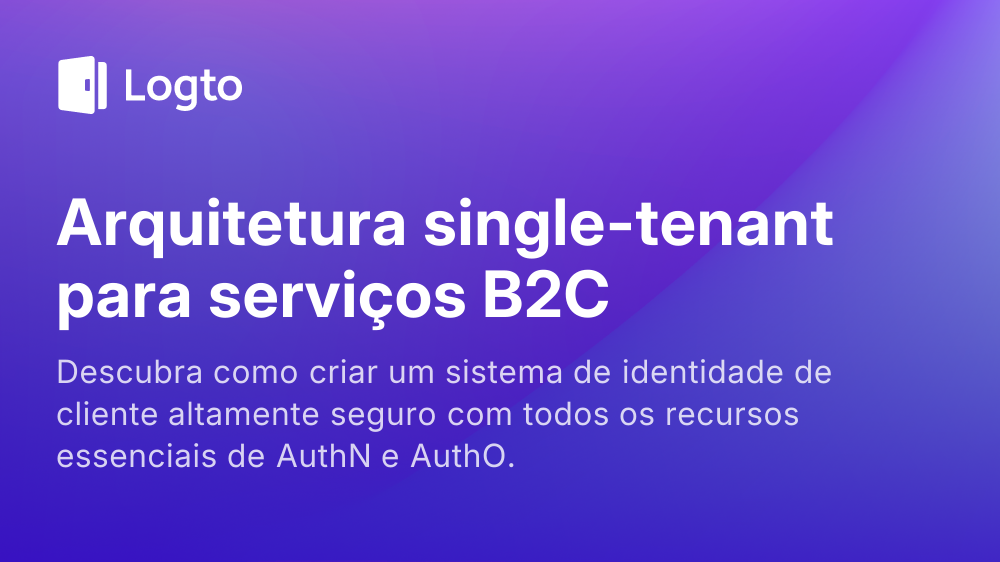 Logto
Arquitetura single-tenant
para serviços B2C
Descubra como criar um sistema de identidade de
cliente altamente seguro com todos os recursos
essenciais de AuthN e AuthO.